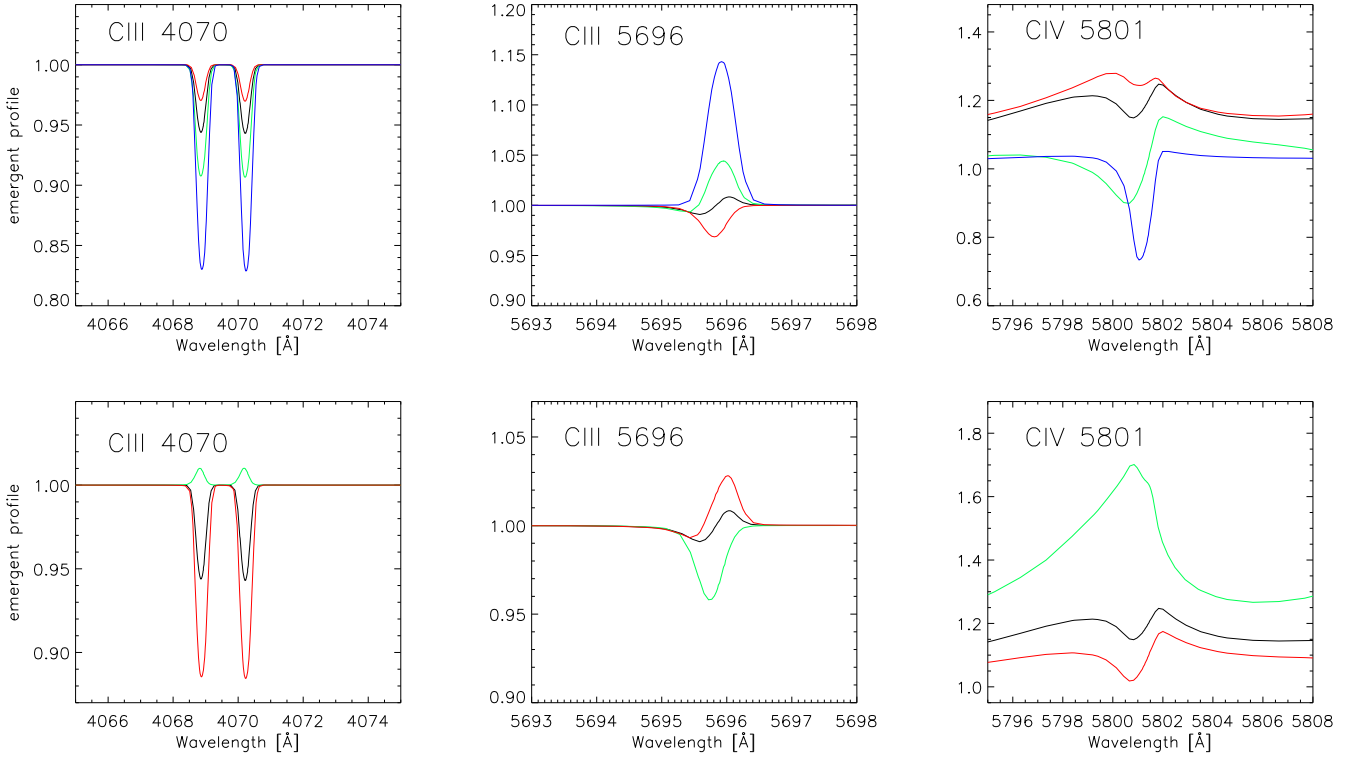 CIII 4070
emergent profile
1.00
0.95
0.90
0.85
0.80
4066 4068 4070 4072 4074
Wavelength [Å]
CIII 5696
1.20
1.15
1.10
1.05
1.00
0.95
0.90
5693 5694 5695 5696 5697 5698
Wavelength [Å]
CIV 5801
1.4
1.2
1.0
0.8
0.6
5796 5798 5800 5802 5804 5806 5808
Wavelength [Å]
CIII 4070
emergent profile
1.00
0.95
0.90
4066 4068 4070 4072 4074
Wavelength [Å]
CIII 5696
1.05
1.00
0.95
0.90
5693 5694 5695 5696 5697 5698
Wavelength [Å]
CIV 5801
1.8
1.6
1.4
1.2
1.0
5796 5798 5800 5802 5804 5806 5808
Wavelength [Å]